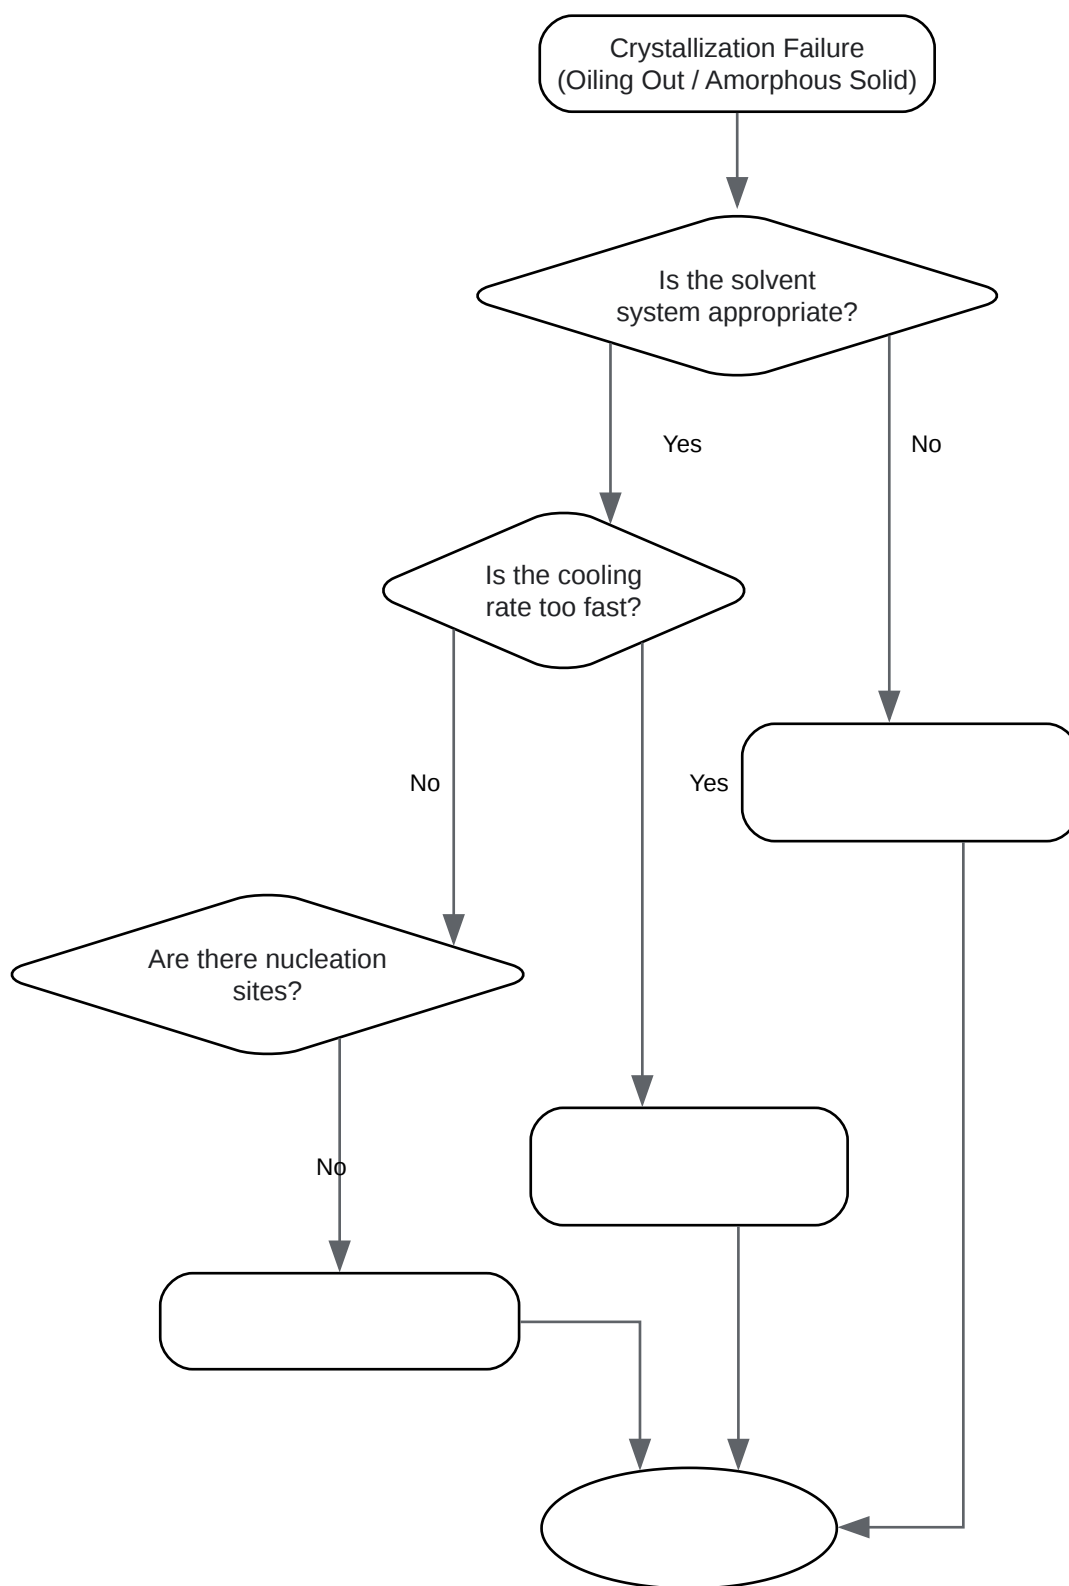 Crystallization Failure
(Oiling Out / Amorphous Solid)
Is the solvent
system appropriate?
Yes
No
Is the cooling
rate too fast?
No
Yes
Are there nucleation
sites?
No